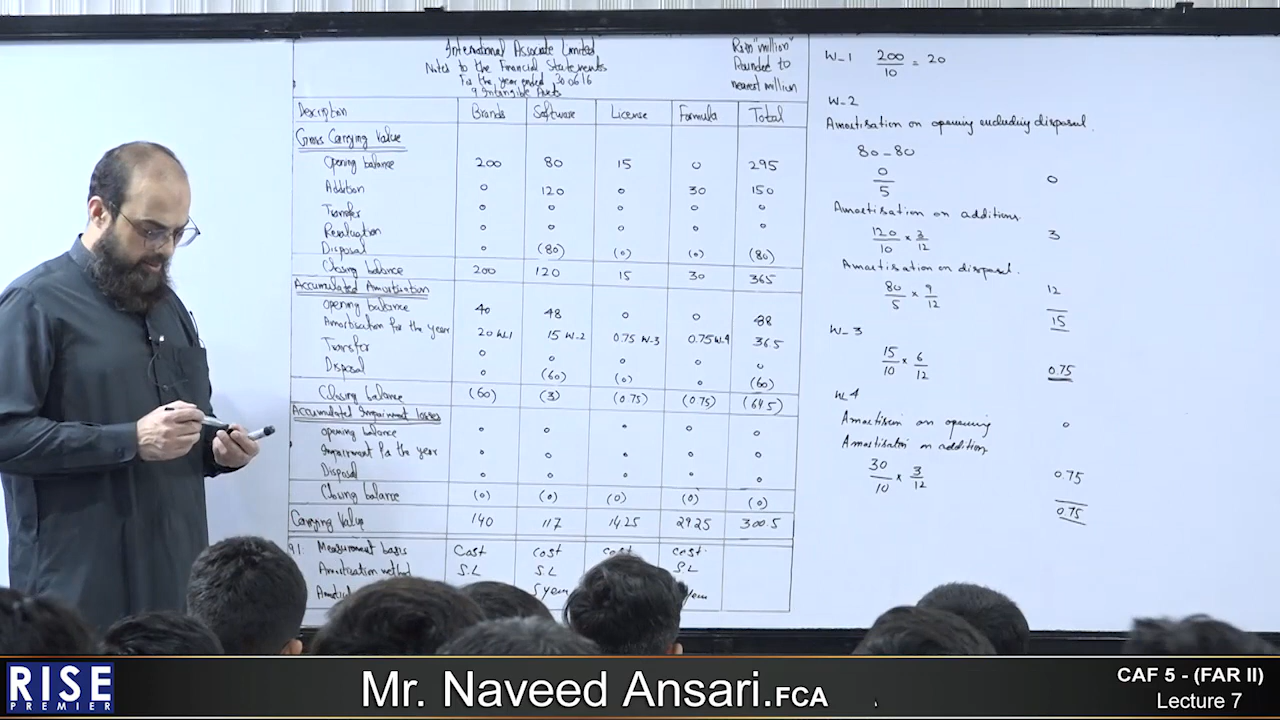 International Associate Limited
Notes to the Financial Statements
For the year ended 30 06 16
9 Intangible Assets
Rs in "million"
Rounded to
nearest million
Description Brands Software License Formula Total
Gross Carrying Value
Opening balance 200 80 15 0 295
Addition 0 120 0 30 150
Transfer 0 0 0 0 0
Revaluation 0 0 0 0 0
Disposal 0 (80) (0) (0) (80)
Closing balance 200 120 15 30 365
Accumulated Amortisation
Opening balance 40 48 0 0 88
Amortisation for the year 20 W-1 15 W-2 0.75 W-3 0.75 W-4 36.5
Transfer 0 0 0 0 0
Disposal 0 (60) (0) 0 (60)
Closing balance (60) (3) (0.75) (0.75) (64.5)
Accumulated Impairment losses
Opening balance 0 0 0 0 0
Impairment for the year 0 0 0 0 0
Disposal 0 0 0 0 0
Closing balance (0) (0) (0) (0) (0)
Carrying Value 140 117 14.25 29.25 300.5
9.1. Measurement basis Cost Cost cost cost.
Amortisation method S.L S.L S.L
5 year year
W-1 200/10 = 20
W-2
Amortisation on opening excluding disposal.
80-80
0/5 0
Amortisation on additions.
120/10 × 3/12 3
Amortisation on disposal.
80/5 × 9/12 12
15
W-3
15/10 × 6/12 0.75
W-4
Amortisation on opening 0
Amortisation on addition
30/10 × 3/12 0.75
0.75
RISE
PREMIER
Mr. Naveed Ansari.FCA
CAF 5 - (FAR II)
Lecture 7